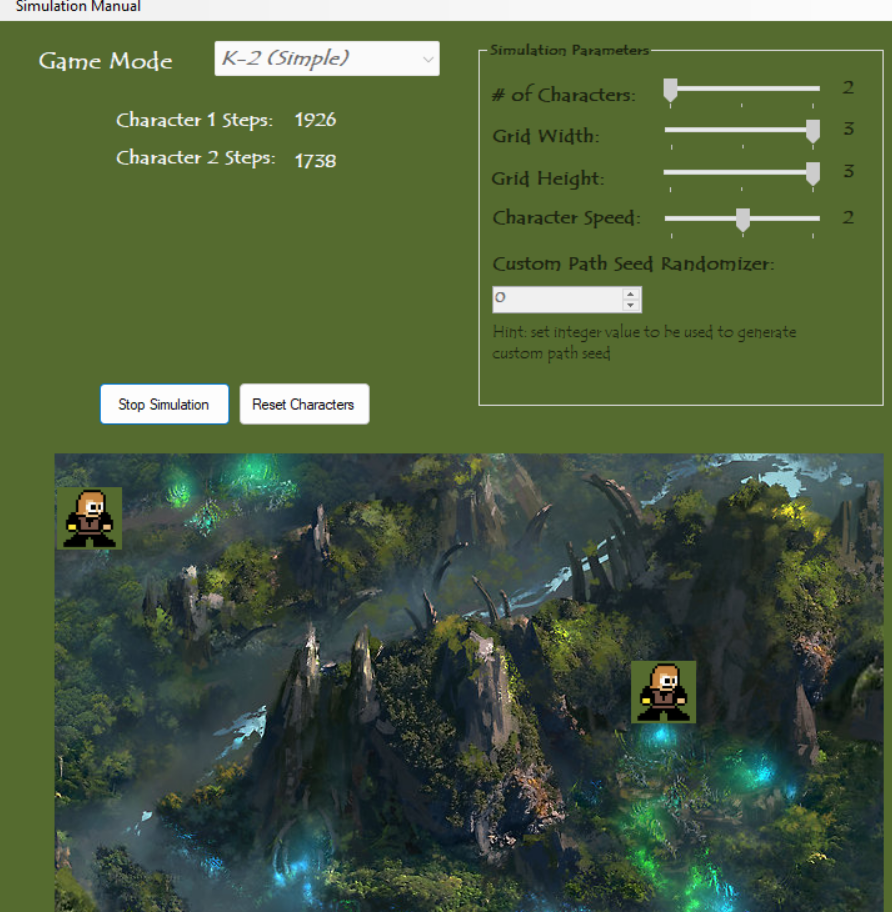 Simulation Manual
Game Mode
K-2 (Simple)
Character 1 Steps: 1926
Character 2 Steps: 1738
Simulation Parameters
# of Characters: 2
Grid Width: 3
Grid Height: 3
Character Speed: 2
Custom Path Seed Randomizer:
0
Hint: set integer value to be used to generate
custom path seed
Stop Simulation
Reset Characters